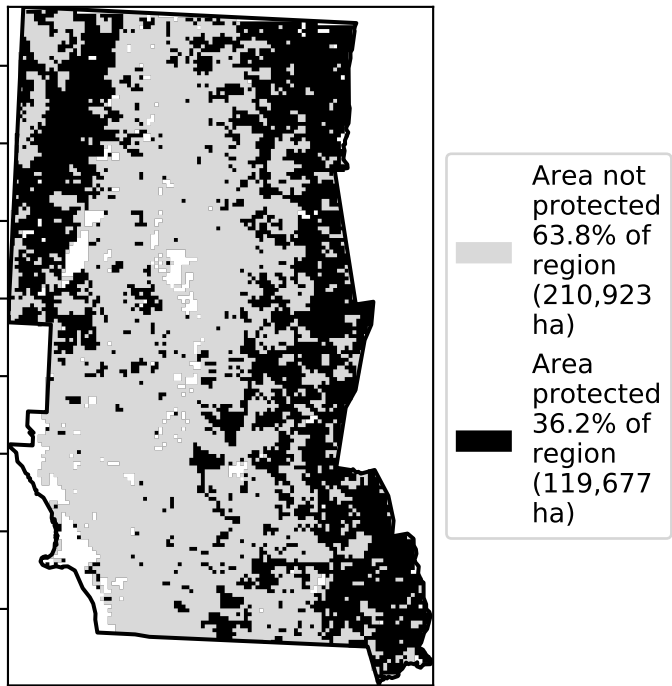 Area not
protected
63.8% of
region
(210,923
ha)
Area
protected
36.2% of
region
(119,677
ha)